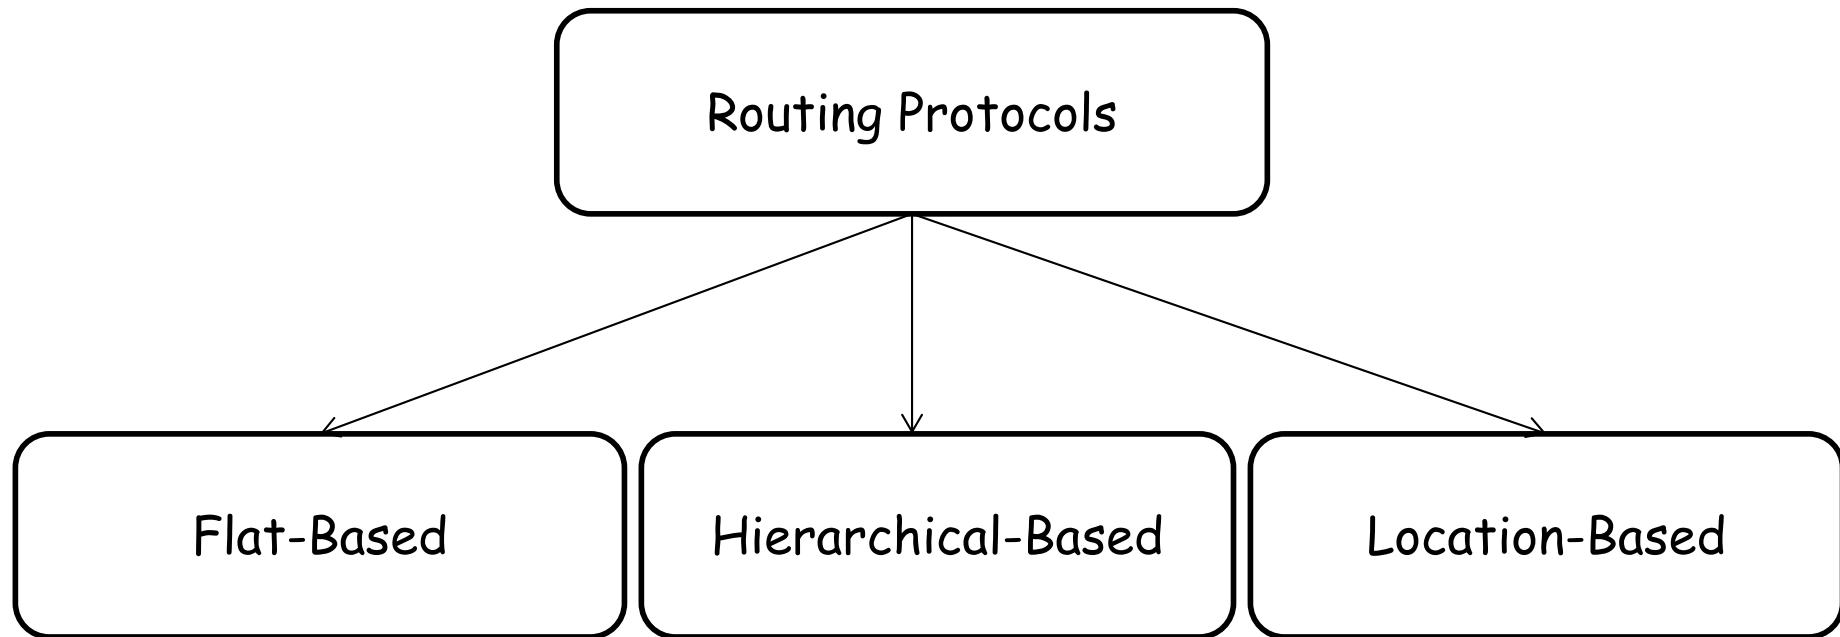 Routing Protocols
Flat-Based
Hierarchical-Based
Location-Based